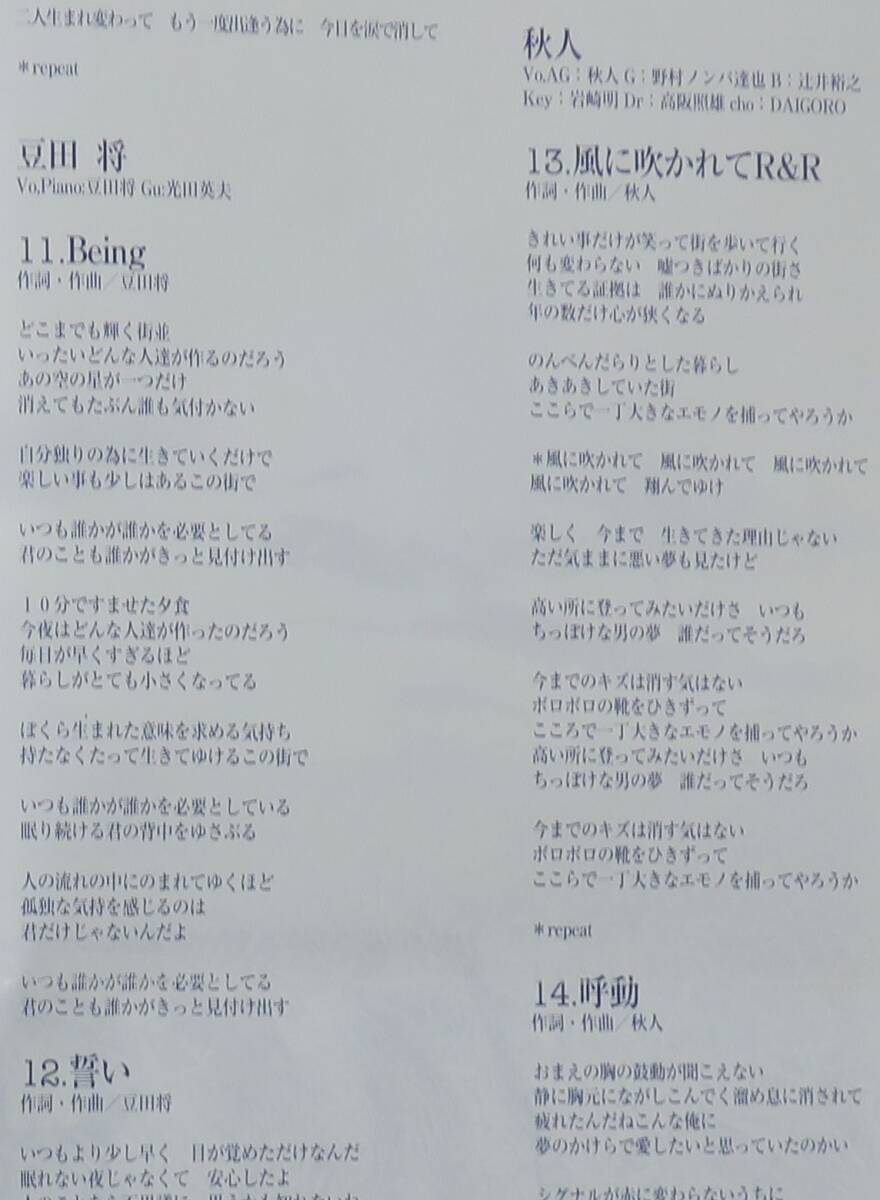 二人生まれ変わって　もう一度出逢う為に　今日を涙で消して
＊repeat
豆田 将
Vo,Piano:豆田将 Gu:光田英夫
11.Being
作詞・作曲／豆田将
どこまでも輝く街並
いったいどんな人達が作るのだろう
あの空の星が一つだけ
消えてもたぶん誰も気付かない
自分独りの為に生きていくだけで
楽しい事も少しはあるこの街で
いつも誰かが誰かを必要としてる
君のことも誰かがきっと見付け出す
１０分ですませた夕食
今夜はどんな人達が作ったのだろう
毎日が早くすぎるほど
暮らしがとても小さくなってる
ぼくら生まれた意味を求める気持ち
持たなくたって生きてゆけるこの街で
いつも誰かが誰かを必要としている
眠り続ける君の背中をゆさぶる
人の流れの中にのまれてゆくほど
孤独な気持を感じるのは
君だけじゃないんだよ
いつも誰かが誰かを必要としてる
君のことも誰かがきっと見付け出す
12.誓い
作詞・作曲／豆田将
いつもより少し早く　目が覚めただけなんだ
眠れない夜じゃなくて　安心したよ
秋人
Vo,AG：秋人 G：野村ノンパ達也 B：辻井裕之
Key：岩崎明 Dr：高阪照雄 cho：DAIGORO
13.風に吹かれてR&R
作詞・作曲／秋人
きれい事だけが笑って街を歩いて行く
何も変わらない　嘘つきばかりの街さ
生きてる証拠は　誰かにぬりかえられ
年の数だけ心が狭くなる
のんべんだらりとした暮らし
あきあきしていた街
ここらで一丁大きなエモノを捕ってやろうか
＊風に吹かれて　風に吹かれて　風に吹かれて
風に吹かれて　翔んでゆけ
楽しく　今まで　生きてきた理由じゃない
ただ気ままに悪い夢も見たけど
高い所に登ってみたいだけさ　いつも
ちっぽけな男の夢　誰だってそうだろ
今までのキズは消す気はない
ボロボロの靴をひきずって
こころで一丁大きなエモノを捕ってやろうか
高い所に登ってみたいだけさ　いつも
ちっぽけな男の夢　誰だってそうだろ
今までのキズは消す気はない
ボロボロの靴をひきずって
ここらで一丁大きなエモノを捕ってやろうか
＊repeat
14.呼動
作詞・作曲／秋人
おまえの胸の鼓動が聞こえない
静に胸元にながしこんでく溜め息に消されて
疲れたんだねこんな俺に
夢のかけらで愛したいと思っていたのかい
シグナルが赤に変わらないうちに